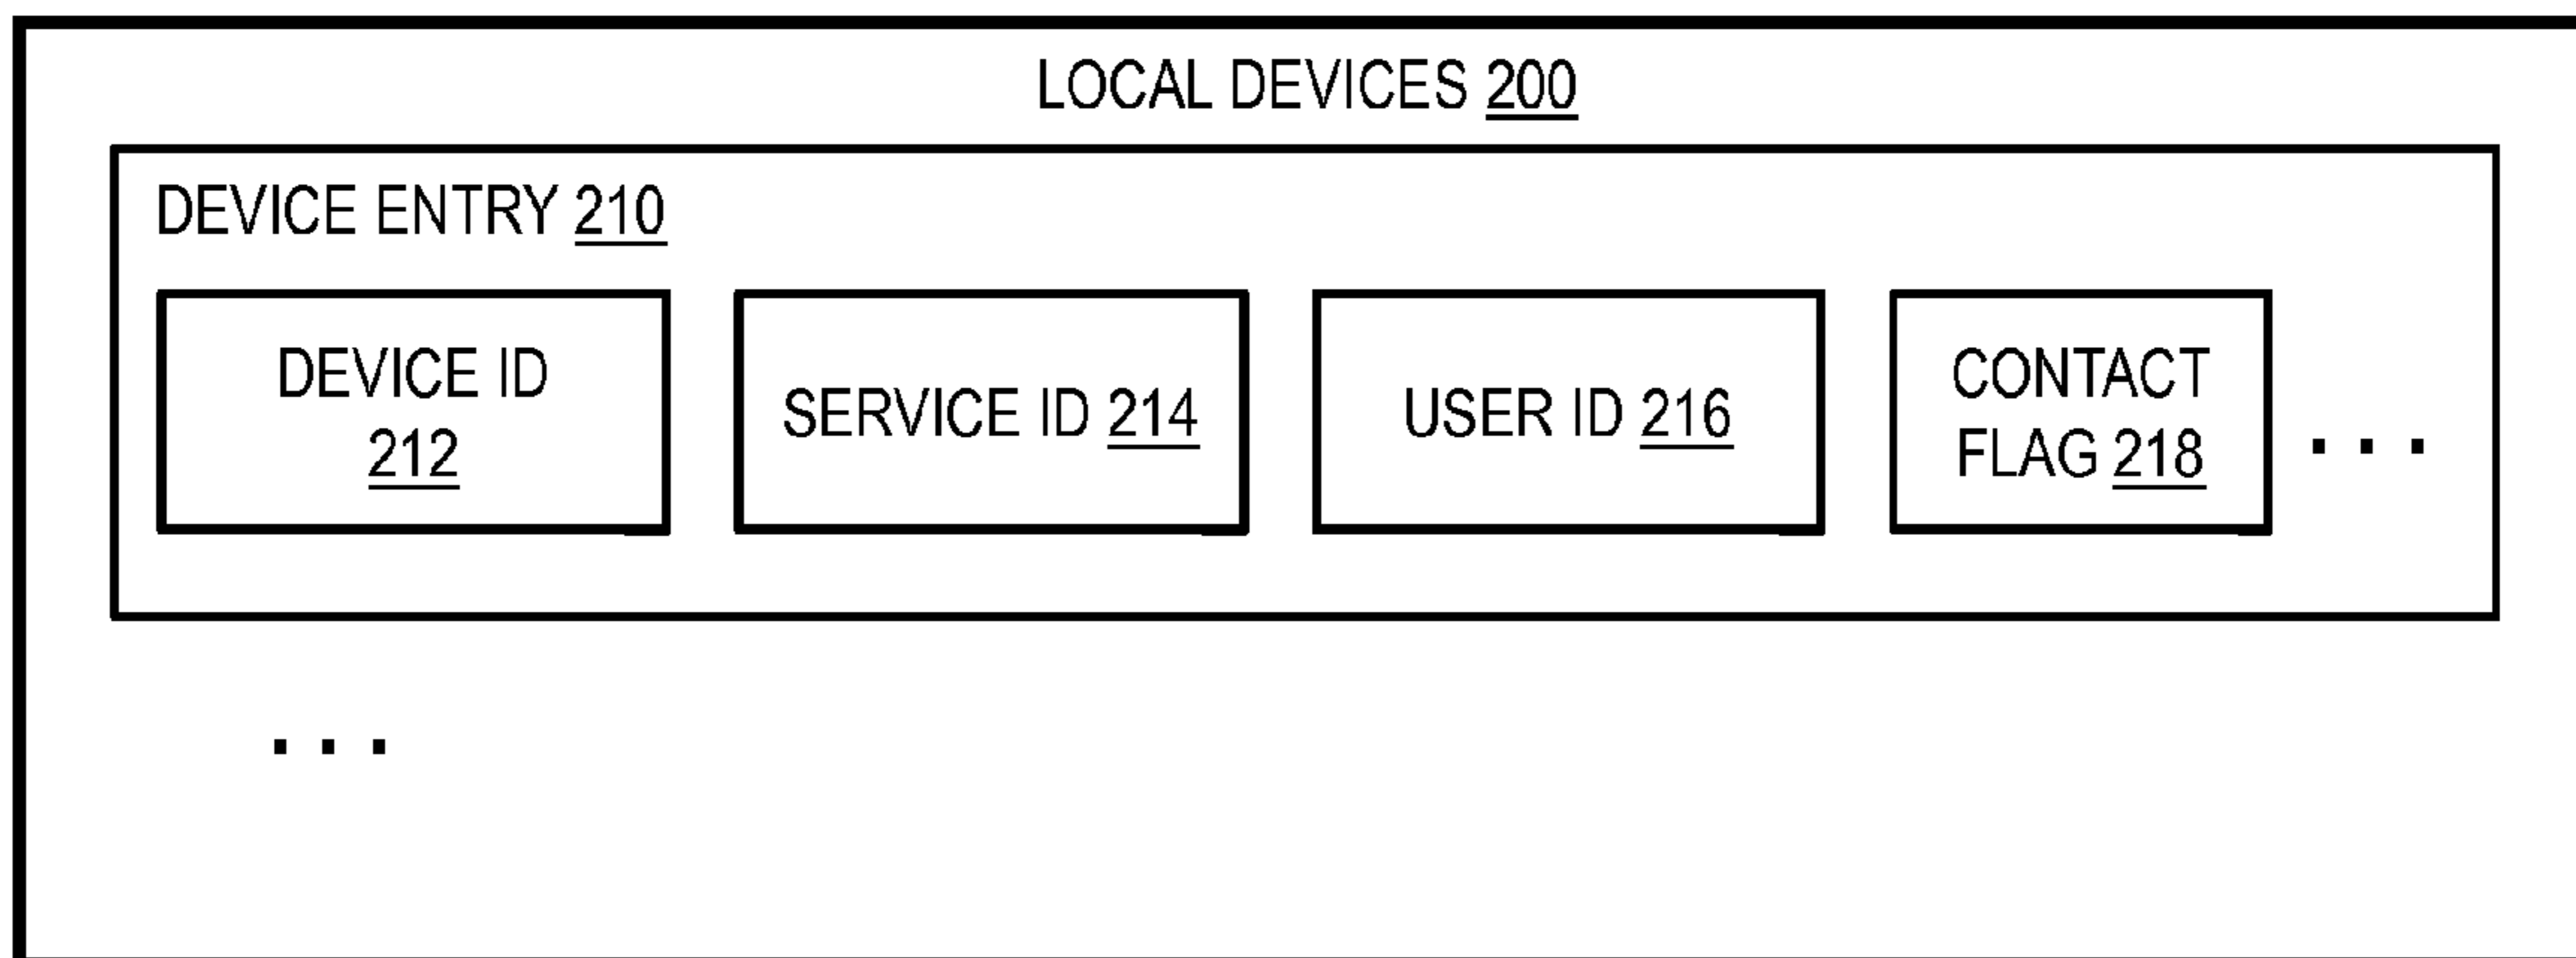 LOCAL DEVICES 200
DEVICE ENTRY 210
DEVICE ID
212
SERVICE ID 214
USER ID 216
CONTACT
FLAG 218
. . .
. . .